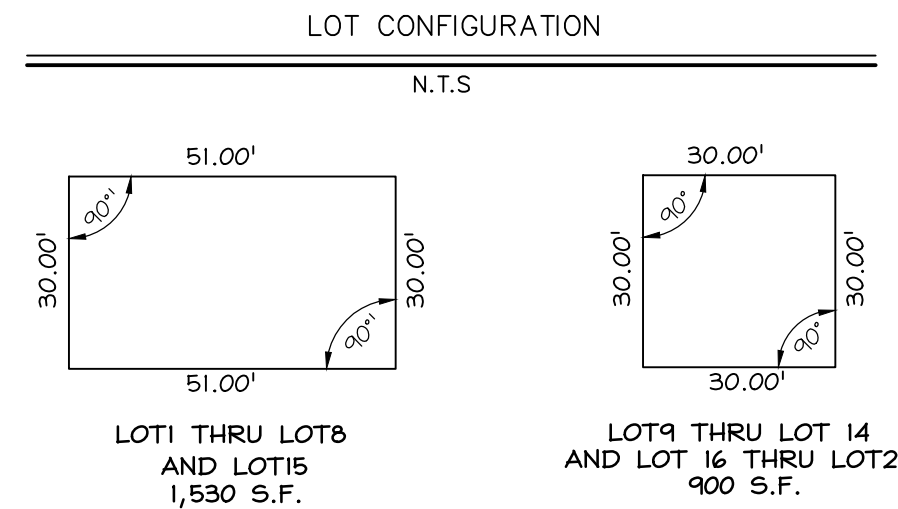 LOT CONFIGURATION
N.T.S
51.00'
90°'
30.00'
30.00'
90°'
51.00'
LOT1 THRU LOT8
AND LOT15
1,530 S.F.
30.00'
90°
30.00'
30.00'
90°
30.00'
LOT9 THRU LOT 14
AND LOT 16 THRU LOT2
900 S.F.